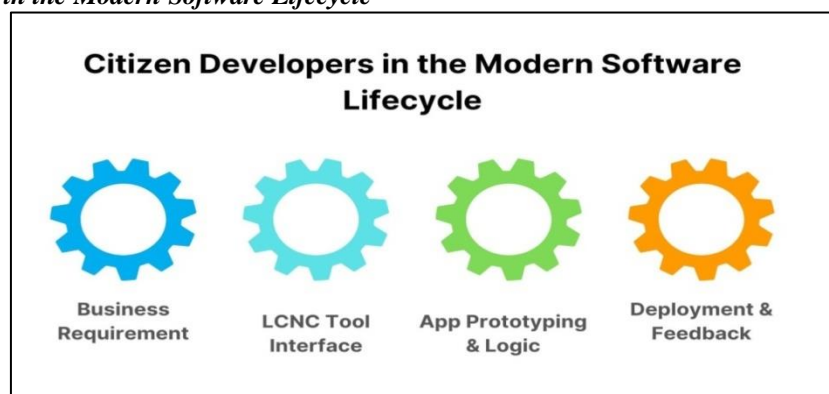 in the Modern Software Lifecycle
Citizen Developers in the Modern Software
Lifecycle
Business
Requirement
LCNC Tool
Interface
App Prototyping
& Logic
Deployment &
Feedback